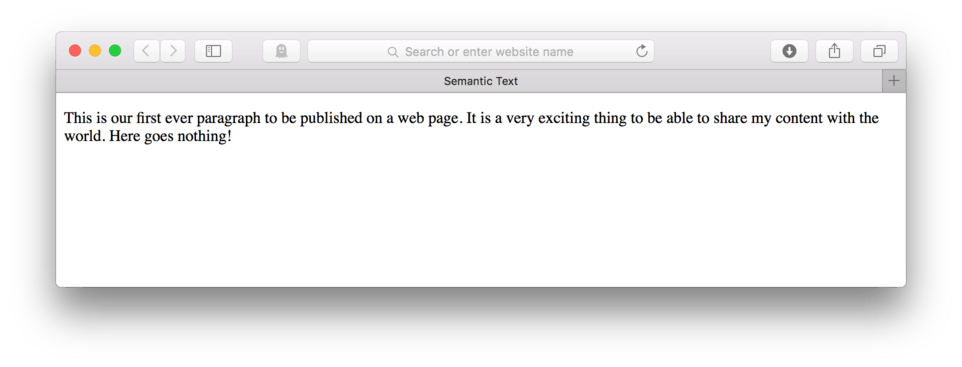 Search or enter website name
Semantic Text
This is our first ever paragraph to be published on a web page. It is a very exciting thing to be able to share my content with the
world. Here goes nothing!